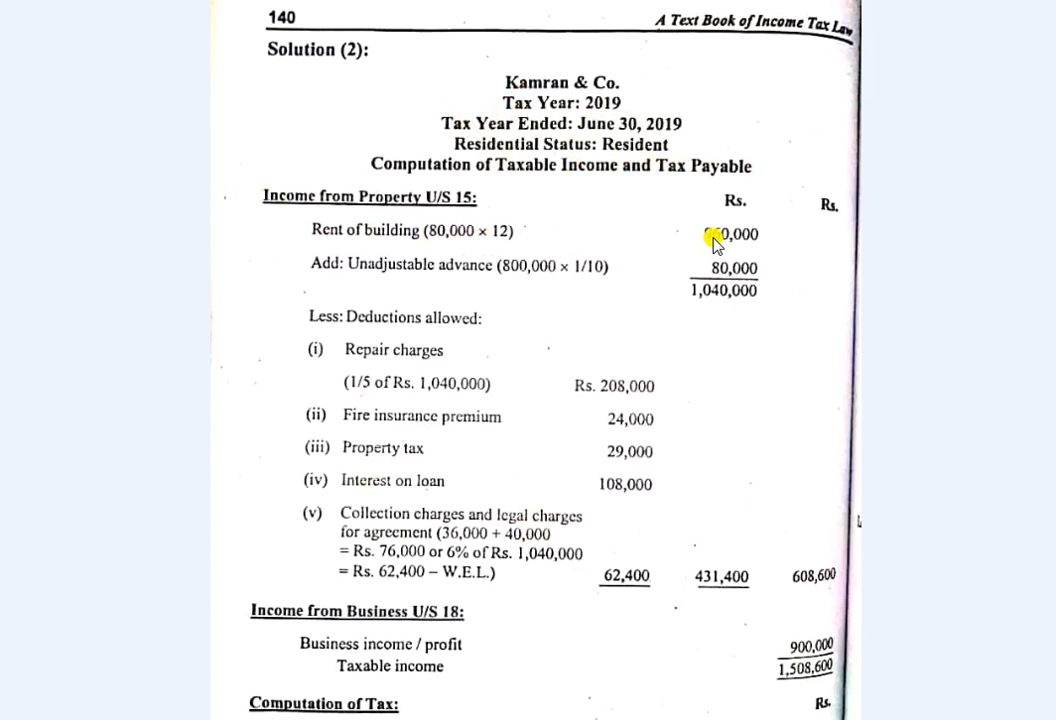 140
A Text Book of Income Tax Law
Solution (2):
Kamran & Co.
Tax Year: 2019
Tax Year Ended: June 30, 2019
Residential Status: Resident
Computation of Taxable Income and Tax Payable
Income from Property U/S 15: Rs. Rs.
Rent of building (80,000 × 12)
Add: Unadjustable advance (800,000 × 1/10) 80,000
1,040,000
Less: Deductions allowed:
(i) Repair charges
(1/5 of Rs. 1,040,000) Rs. 208,000
(ii) Fire insurance premium 24,000
(iii) Property tax 29,000
(iv) Interest on loan 108,000
(v) Collection charges and legal charges
for agreement (36,000 + 40,000
= Rs. 76,000 or 6% of Rs. 1,040,000
= Rs. 62,400 – W.E.L.) 62,400 431,400 608,600
Income from Business U/S 18:
Business income / profit 900,000
Taxable income 1,508,600
Computation of Tax: Rs.